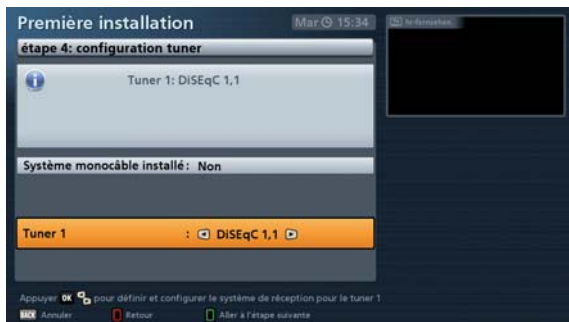 Première installation
Mar 15:34
étape 4: configuration tuner
Tuner 1: DiSEqC 1,1
Système monocâble installé: Non
Tuner 1 : DiSEqC 1,1
Appuyer OK pour définir et configurer le système de réception pour le tuner 1
BACK Annuler Retour Aller à l'étape suivante